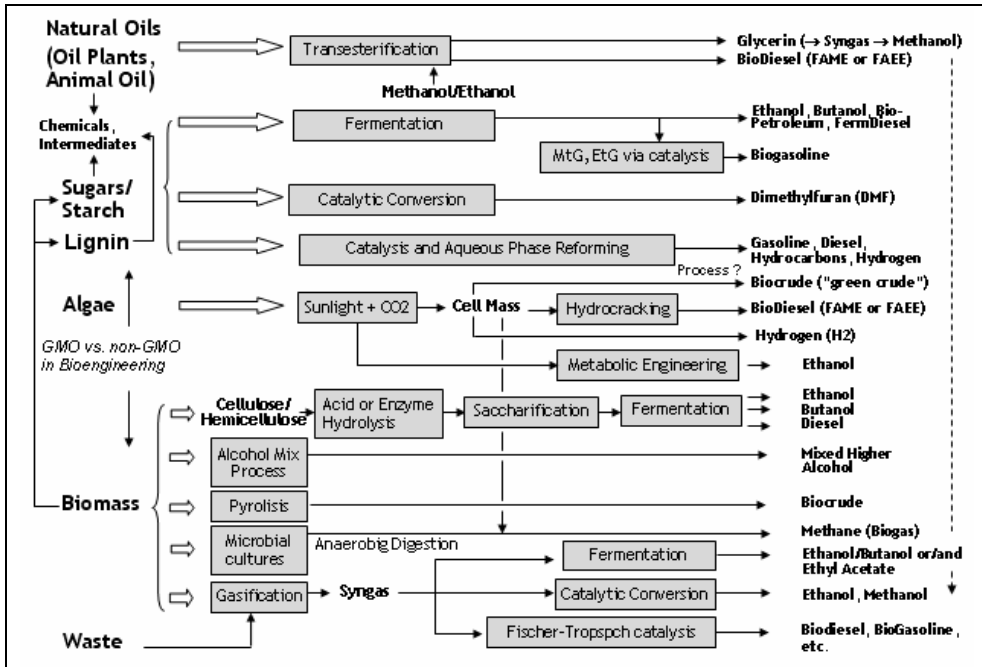 Natural Oils
(Oil Plants,
Animal Oil)
Transesterification
Glycerin (→ Syngas → Methanol)
BioDiesel (FAME or FAEE)
Methanol/Ethanol
Chemicals,
Intermediates
Fermentation
Ethanol, Butanol, Bio-
Petroleum, FermDiesel
MtG, EtG via catalysis
Biogasoline
Sugars/
Starch
Catalytic Conversion
Dimethylfuran (DMF)
Lignin
Catalysis and Aqueous Phase Reforming
Gasoline, Diesel,
Hydrocarbons, Hydrogen
Process ?
Biocrude ("green crude")
Algae
Sunlight + CO2
Cell Mass
Hydrocracking
BioDiesel (FAME or FAEE)
Hydrogen (H2)
GMO vs. non-GMO
in Bioengineering
Metabolic Engineering
Ethanol
Cellulose/
Hemicellulose
Acid or Enzyme
Hydrolysis
Saccharification
Fermentation
Ethanol
Butanol
Diesel
Alcohol Mix
Process
Mixed Higher
Alcohol
Biomass
Pyrolisis
Biocrude
Microbial
cultures
Anaerobig Digestion
Methane (Biogas)
Fermentation
Ethanol/Butanol or/and
Ethyl Acetate
Gasification
Syngas
Catalytic Conversion
Ethanol, Methanol
Waste
Fischer-Tropspch catalysis
Biodiesel, BioGasoline,
etc.